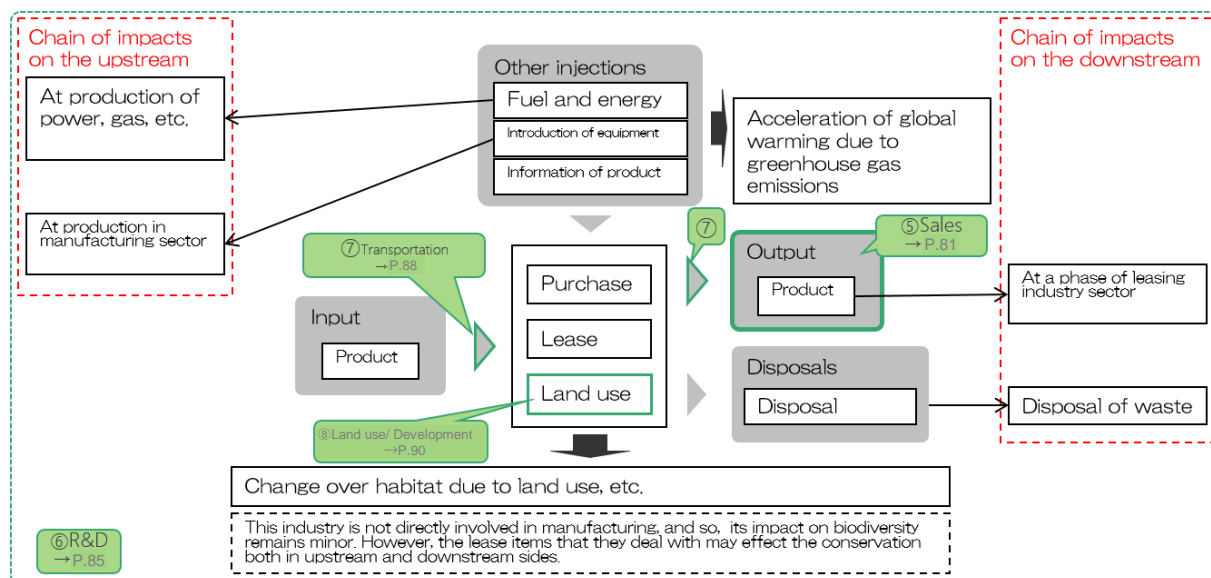 Chain of impacts
on the upstream
At production of
power, gas, etc.
At production in
manufacturing sector
Other injections
Fuel and energy
Introduction of equipment
Information of product
Acceleration of global
warming due to
greenhouse gas
emissions
Chain of impacts
on the downstream
⑦Transportation
→P.88
⑦
⑤Sales
→ P.81
Input
Product
Purchase
Lease
Land use
Output
Product
At a phase of leasing
industry sector
Disposals
Disposal
Disposal of waste
⑧Land use/ Development
→P.90
Change over habitat due to land use, etc.
This industry is not directly involved in manufacturing, and so, its impact on biodiversity
remains minor. However, the lease items that they deal with may effect the conservation
both in upstream and downstream sides.
⑥R&D
→P.85